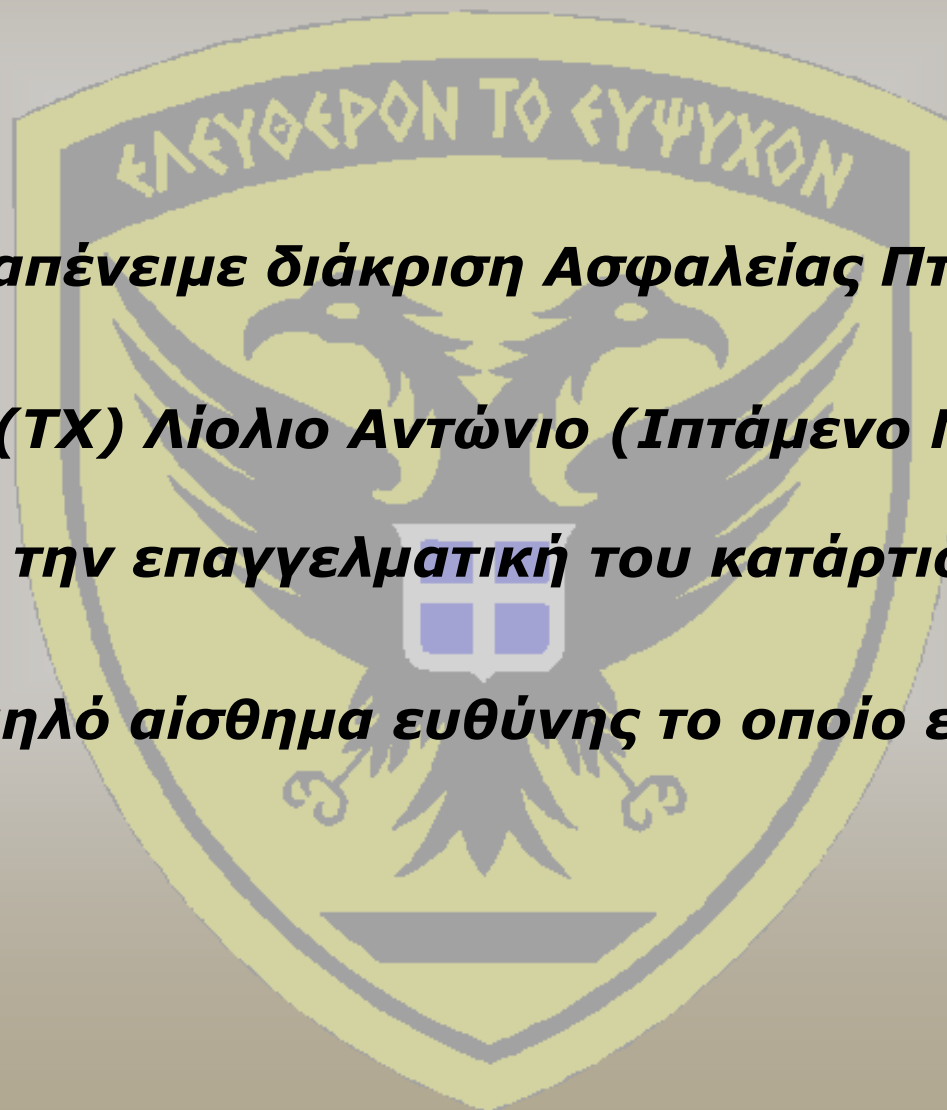 ΕΛΕΥΘΕΡΟΝ ΤΟ ΕΥΨΥΧΟΝ
απένειμε διάκριση Ασφαλείας Πτ
(ΤΧ) Λίολιο Αντώνιο (Ιπτάμενο
την επαγγελματική του κατάρτισ
ηλό αίσθημα ευθύνης το οποίο ε